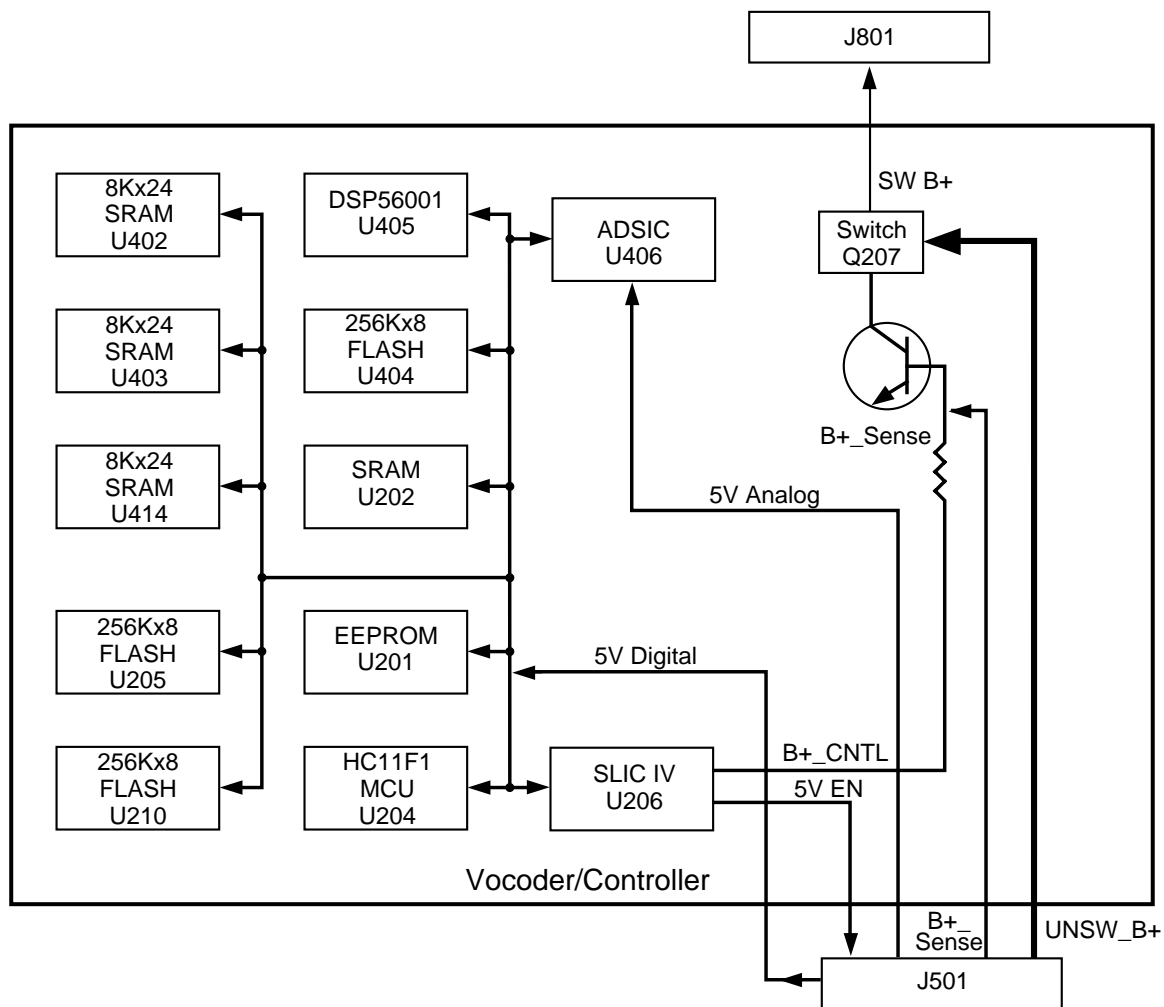 J801
SW B+
8Kx24
SRAM
U402
DSP56001
U405
ADSIC
U406
Switch
Q207
8Kx24
SRAM
U403
256Kx8
FLASH
U404
B+_Sense
8Kx24
SRAM
U414
SRAM
U202
5V Analog
256Kx8
FLASH
U205
EEPROM
U201
5V Digital
256Kx8
FLASH
U210
HC11F1
MCU
U204
SLIC IV
U206
B+_CNTL
5V EN
Vocoder/Controller
B+_
Sense
UNSW_B+
J501